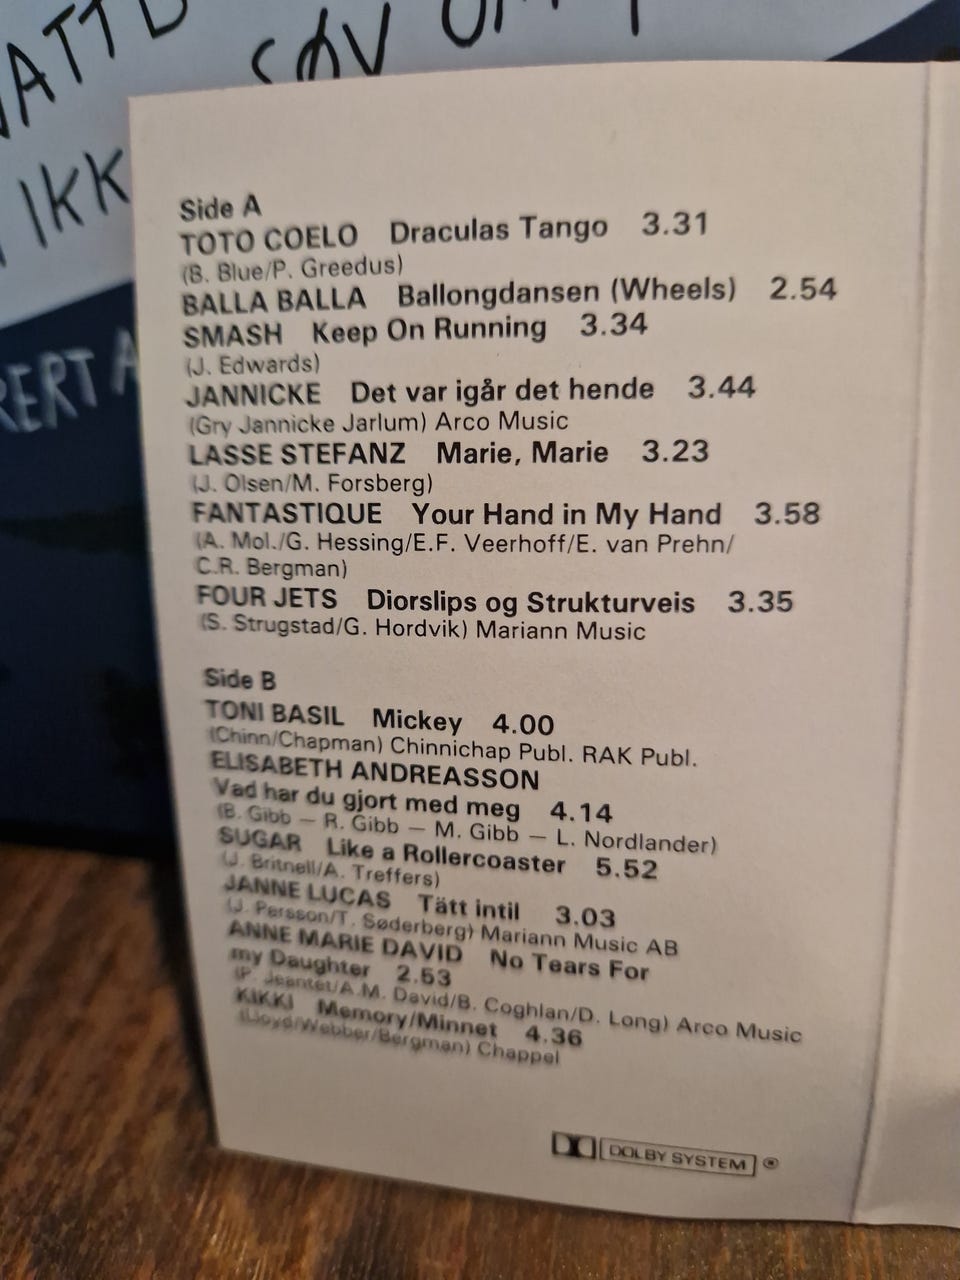 SØV
IKK
Side A
TOTO COELO Draculas Tango 3.31
(B. Blue/P. Greedus)
BALLA BALLA Ballongdansen (Wheels) 2.54
SMASH Keep On Running 3.34
(J. Edwards)
JANNICKE Det var igår det hende 3.44
(Gry Jannicke Jarlum) Arco Music
LASSE STEFANZ Marie, Marie 3.23
(J. Olsen/M. Forsberg)
FANTASTIQUE Your Hand in My Hand 3.58
(A. Mol./G. Hessing/E.F. Veerhoff/E. van Prehn/
C.R. Bergman)
FOUR JETS Diorslips og Strukturveis 3.35
(S. Strugstad/G. Hordvik) Mariann Music
Side B
TONI BASIL Mickey 4.00
(Chinn/Chapman) Chinnichap Publ. RAK Publ.
ELISABETH ANDREASSON
Vad har du gjort med meg 4.14
(B. Gibb – R. Gibb – M. Gibb – L. Nordlander)
SUGAR Like a Rollercoaster 5.52
(J. Britnell/A. Treffers)
JANNE LUCAS Tätt intil 3.03
(J. Persson/T. Søderberg) Mariann Music AB
ANNE MARIE DAVID No Tears For
my Daughter 2.53
(P. Jeantet/A.M. David/B. Coghlan/D. Long) Arco Music
KIKKI Memory/Minnet 4.36
(Lloyd/Webber/Bergman) Chappel
DOLBY SYSTEM ®